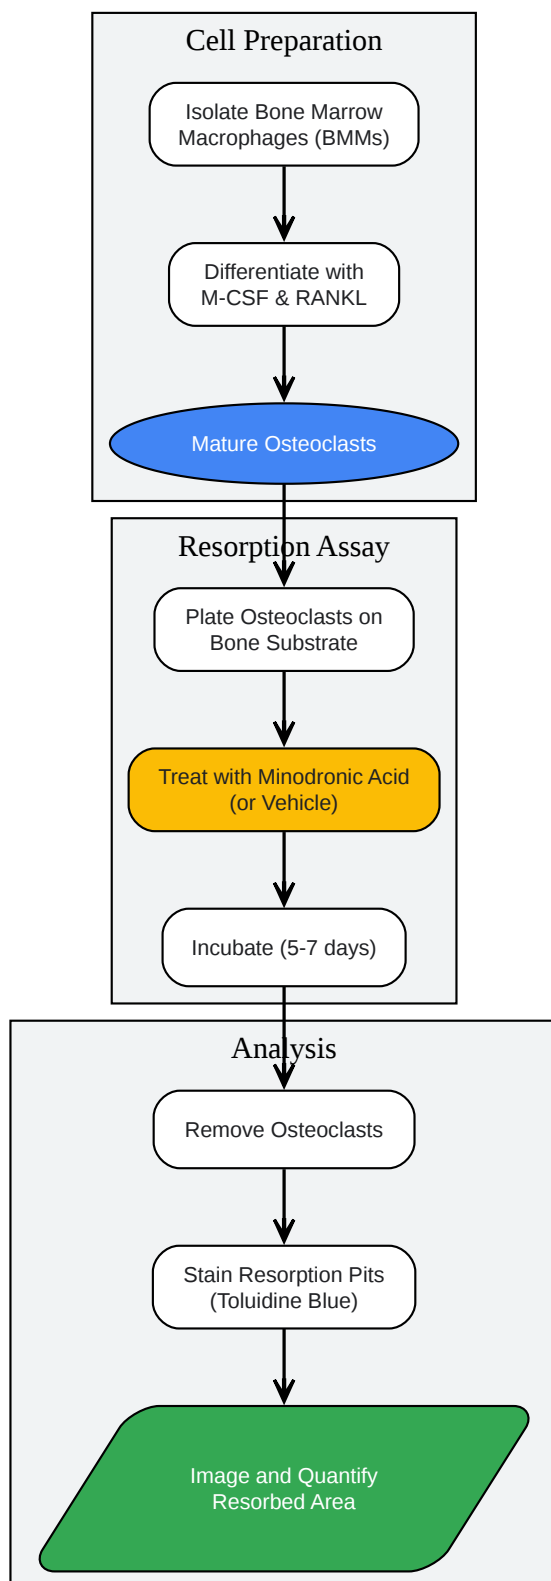 Cell Preparation
Isolate Bone Marrow
Macrophages (BMMs)
Differentiate with
M-CSF & RANKL
Mature Osteoclasts
Resorption Assay
Plate Osteoclasts on
Bone Substrate
Treat with Minodronic Acid
(or Vehicle)
Incubate (5-7 days)
Analysis
Remove Osteoclasts
Stain Resorption Pits
(Toluidine Blue)
Image and Quantify
Resorbed Area